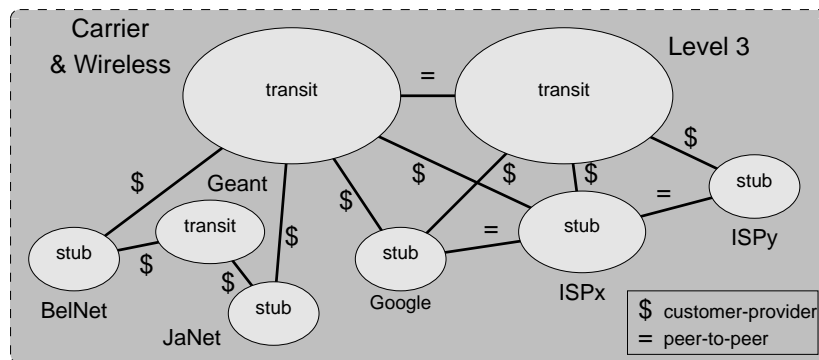 Carrier
& Wireless
Level 3
transit
=
transit
$
$
$
$
$
$
$
=
stub
Geant
transit
stub
stub
ISPy
$
$
stub
=
stub
Google
ISPx
BelNet
JaNet
$ customer-provider
= peer-to-peer